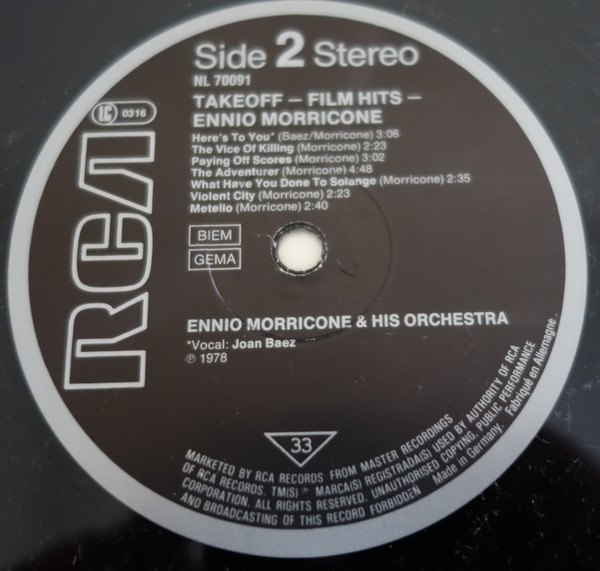 Side 2 Stereo
NL 70091
LC 0316
TAKEOFF – FILM HITS –
ENNIO MORRICONE
Here's To You* (Baez/Morricone) 3:06
The Vice Of Killing (Morricone) 2:23
Paying Off Scores (Morricone) 3:02
The Adventurer (Morricone) 4:48
What Have You Done To Solange (Morricone) 2:35
Violent City (Morricone) 2:23
Metello (Morricone) 2:40
RCA
BIEM
GEMA
ENNIO MORRICONE & HIS ORCHESTRA
*Vocal: Joan Baez
℗ 1978
33
MARKETED BY RCA RECORDS FROM MASTER RECORDINGS
OF RCA RECORDS. TM(S) ® MARCA(S) REGISTRADA(S) USED BY AUTHORITY OF RCA
CORPORATION. ALL RIGHTS RESERVED. UNAUTHORISED COPYING, PUBLIC PERFORMANCE
AND BROADCASTING OF THIS RECORD FORBIDDEN Made in Germany. Fabriqué en Allemagne.